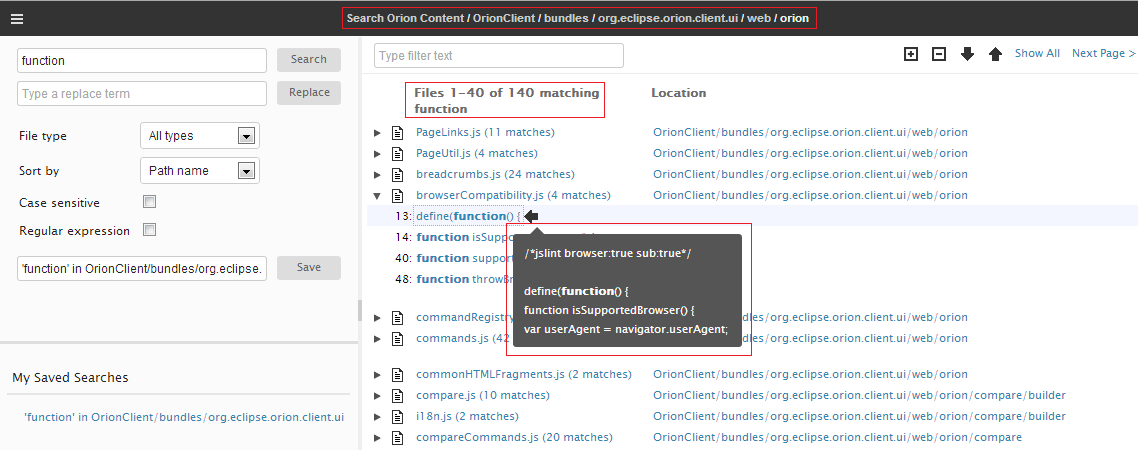 Search Orion Content / OrionClient / bundles / org.eclipse.orion.client.ui / web / orion
function
Search
Type a replace term
Replace
File type
All types
Sort by
Path name
Case sensitive
Regular expression
'function' in OrionClient/bundles/org.eclipse.
Save
My Saved Searches
'function' in OrionClient/bundles/org.eclipse.orion.client.ui
Type filter text
Show All
Next Page >
Files 1-40 of 140 matching
function
Location
PageLinks.js (11 matches) OrionClient/bundles/org.eclipse.orion.client.ui/web/orion
PageUtil.js (4 matches) OrionClient/bundles/org.eclipse.orion.client.ui/web/orion
breadcrumbs.js (24 matches) OrionClient/bundles/org.eclipse.orion.client.ui/web/orion
browserCompatibility.js (4 matches) OrionClient/bundles/org.eclipse.orion.client.ui/web/orion
13: define(function() {
14: function isSuppo
40: function support
48: function throwBr
/*jslint browser:true sub:true*/
define(function() {
function isSupportedBrowser() {
var userAgent = navigator.userAgent;
commandRegistry OrionClient/bundles/org.eclipse.orion.client.ui/web/orion
commands.js (42 OrionClient/bundles/org.eclipse.orion.client.ui/web/orion
commonHTMLFragments.js (2 matches) OrionClient/bundles/org.eclipse.orion.client.ui/web/orion
compare.js (10 matches) OrionClient/bundles/org.eclipse.orion.client.ui/web/orion/compare/builder
i18n.js (2 matches) OrionClient/bundles/org.eclipse.orion.client.ui/web/orion/compare/builder
compareCommands.js (20 matches) OrionClient/bundles/org.eclipse.orion.client.ui/web/orion/compare